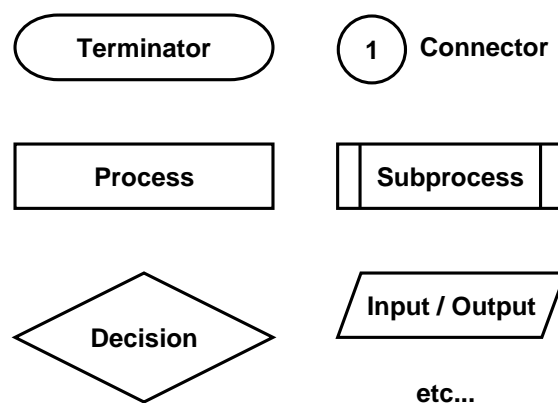 Terminator
1 Connector
Process
Subprocess
Decision
Input / Output
etc...